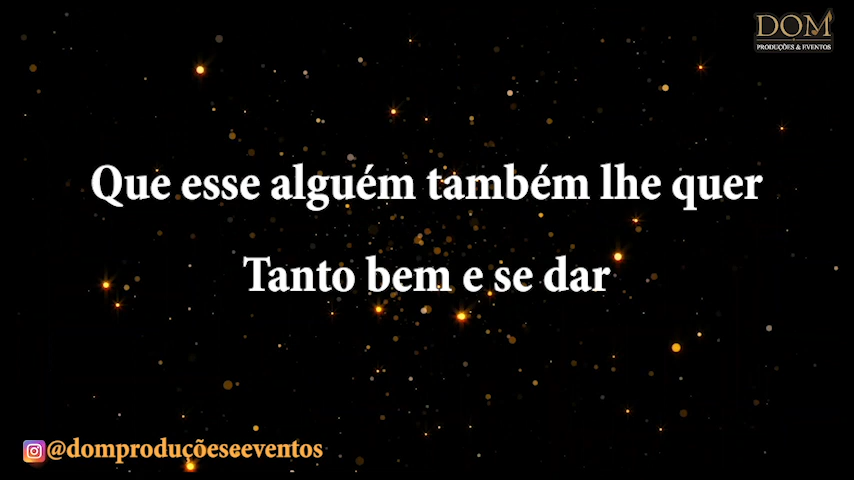 DOM
PRODUÇÕES & EVENTOS
Que esse alguém também lhe quer
Tanto bem e se dar
@domproduçõeseeventos